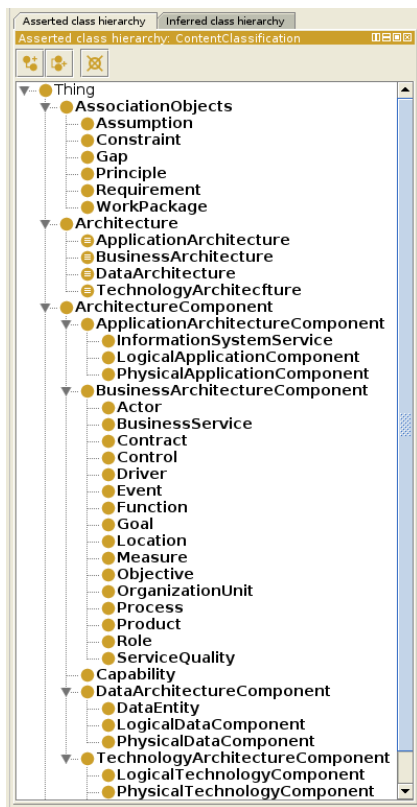 Asserted class hierarchy Inferred class hierarchy
Asserted class hierarchy: ContentClassification
Thing
AssociationObjects
Assumption
Constraint
Gap
Principle
Requirement
WorkPackage
Architecture
ApplicationArchitecture
BusinessArchitecture
DataArchitecture
TechnologyArchitecfture
ArchitectureComponent
ApplicationArchitectureComponent
InformationSystemService
LogicalApplicationComponent
PhysicalApplicationComponent
BusinessArchitectureComponent
Actor
BusinessService
Contract
Control
Driver
Event
Function
Goal
Location
Measure
Objective
OrganizationUnit
Process
Product
Role
ServiceQuality
Capability
DataArchitectureComponent
DataEntity
LogicalDataComponent
PhysicalDataComponent
TechnologyArchitectureComponent
LogicalTechnologyComponent
PhysicalTechnologyComponent